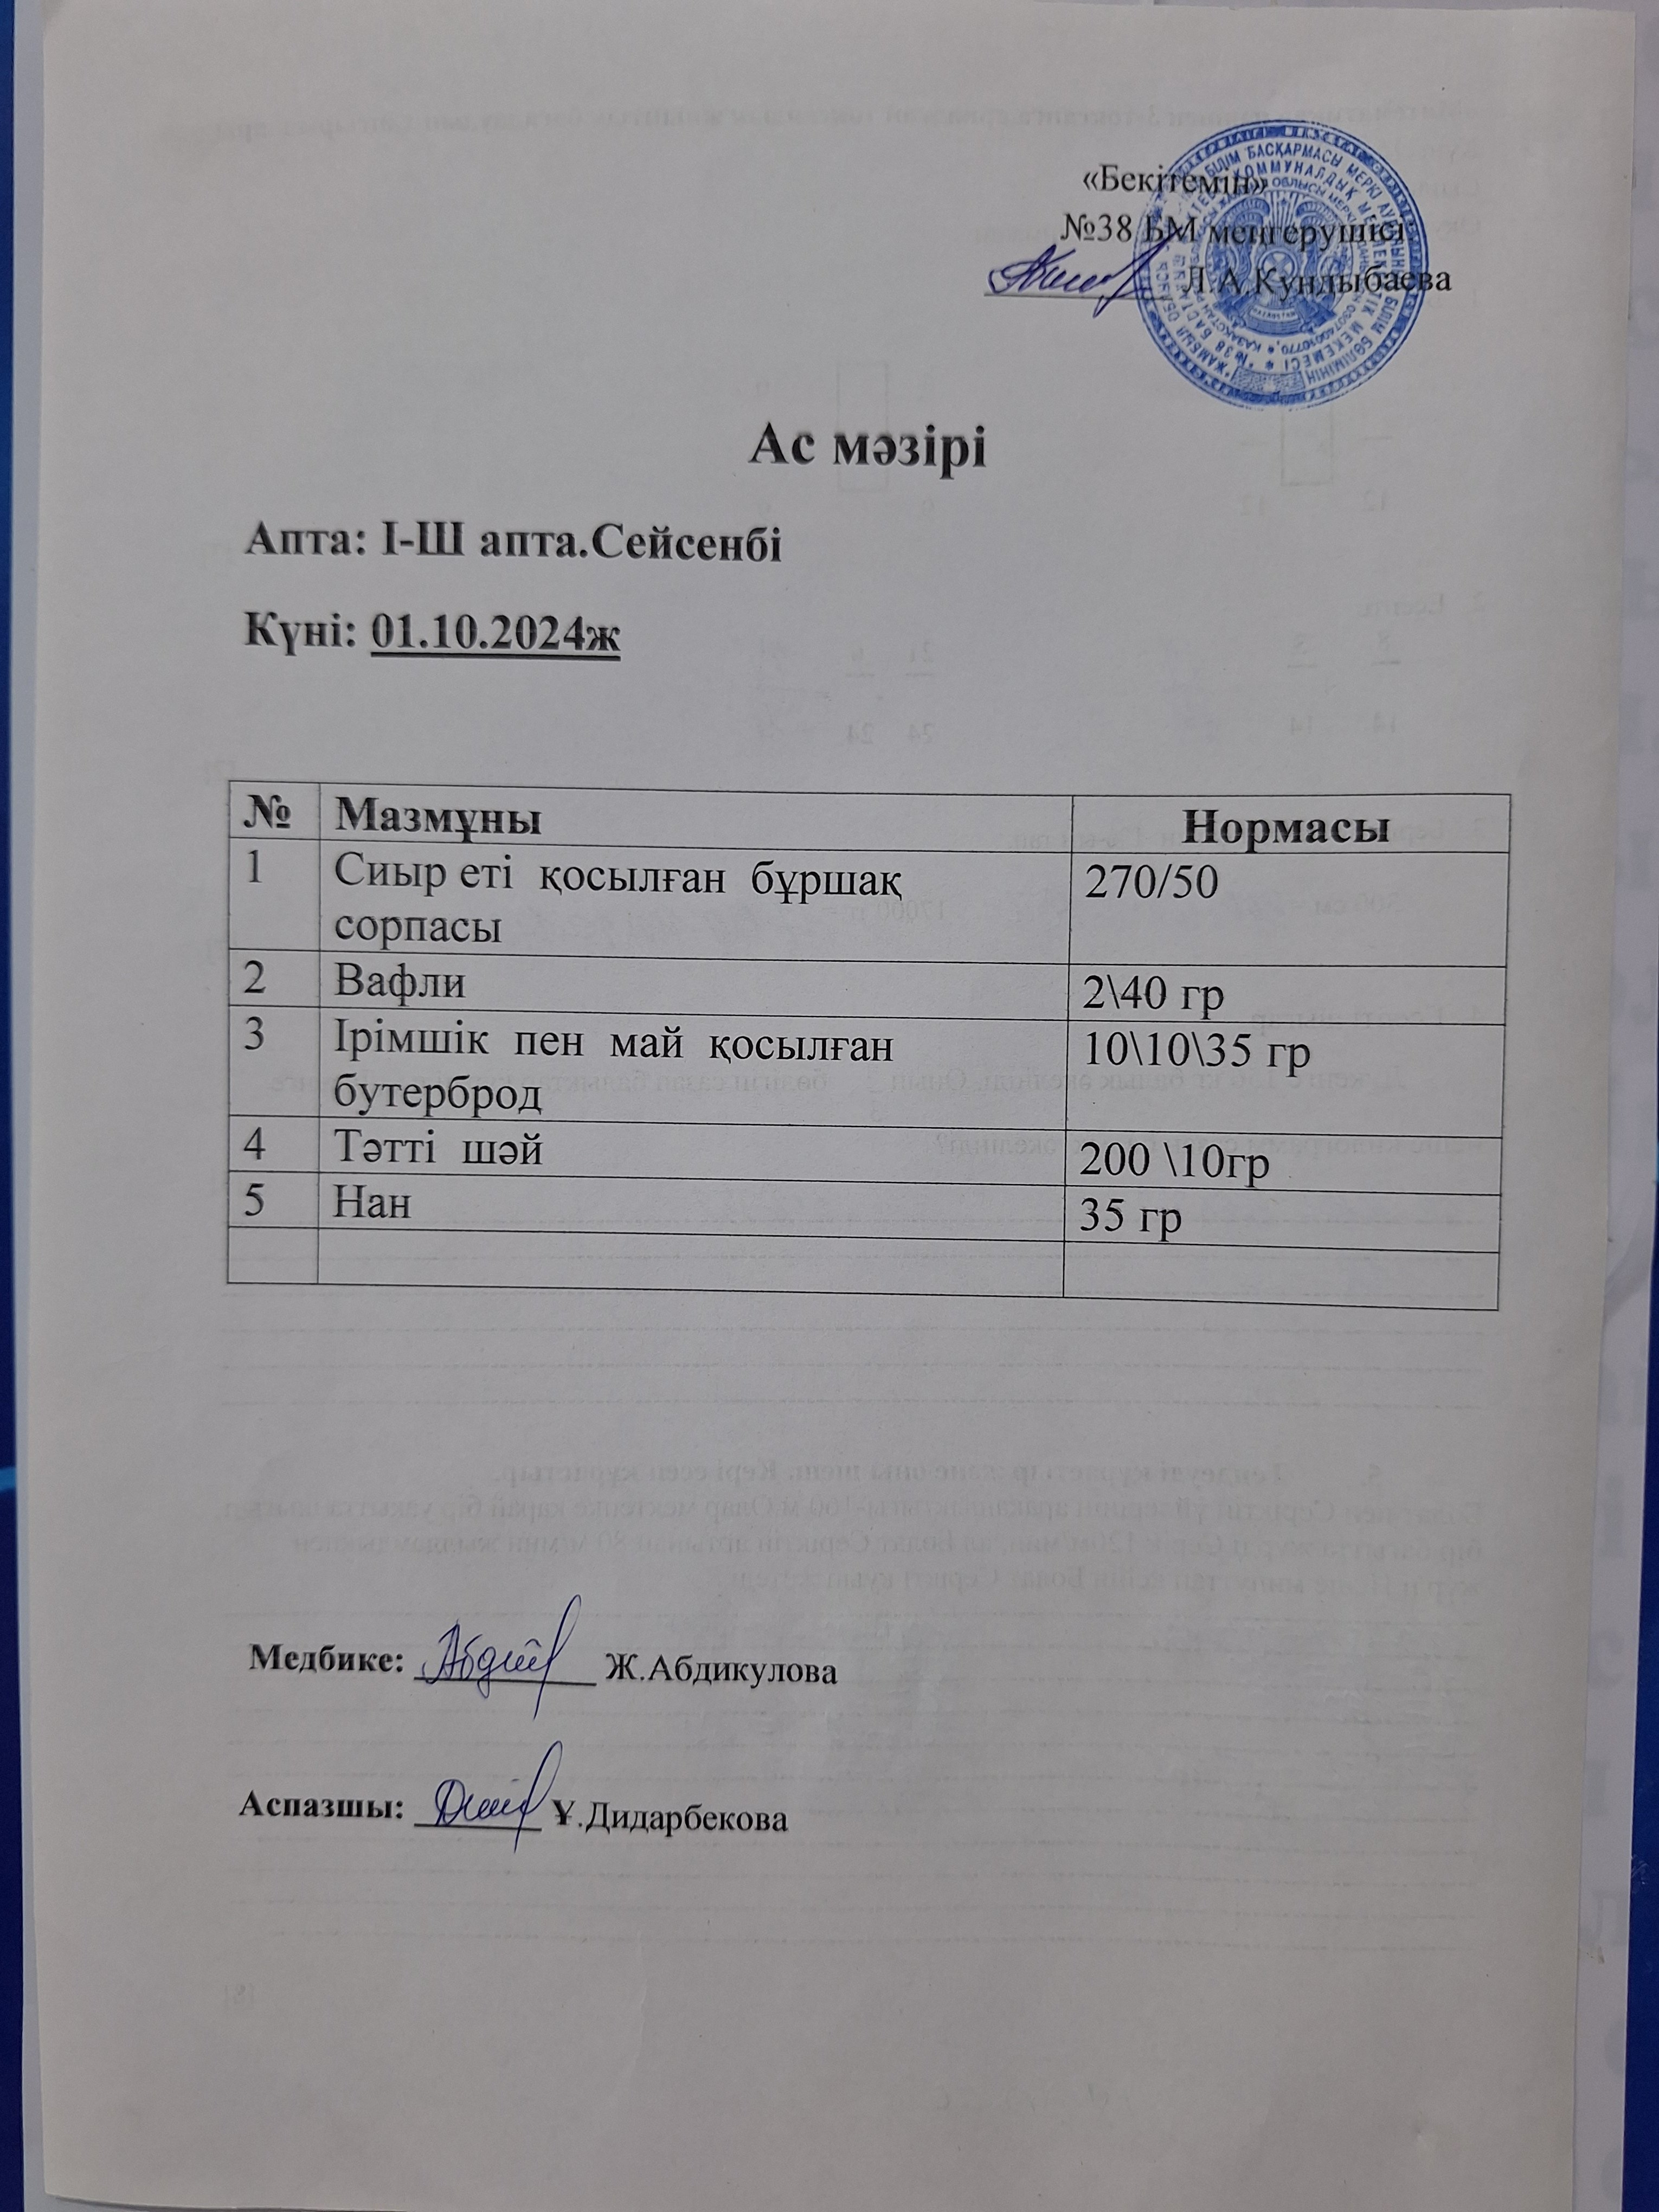 «Бекітемін»
№38 БМ меңгерушісі
Л.А.Кундыбаева
Ас мәзірі
Апта: І-ІІІ апта.Сейсенбі
Күні: 01.10.2024ж
№ Мазмұны Нормасы
1 Сиыр еті қосылған бұршақ 270/50
сорпасы
2 Вафли 2\40 гр
3 Ірімшік пен май қосылған 10\10\35 гр
бутерброд
4 Тәтті шәй 200 \10гр
5 Нан 35 гр
Медбике: Ж.Абдикулова
Аспазшы: Ұ.Дидарбекова